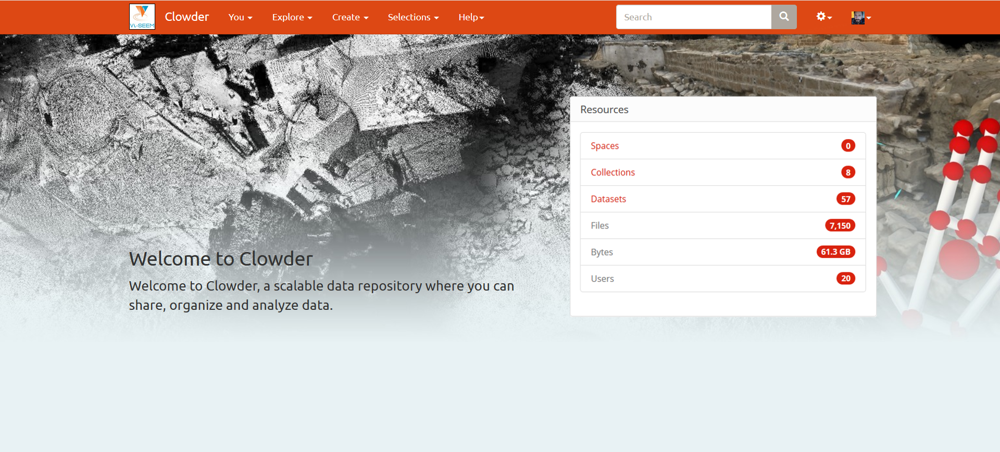 Vi-SEEM
Clowder
You
Explore
Create
Selections
Help
Search
Resources
Spaces 0
Collections 8
Datasets 57
Files 7,150
Bytes 61.3 GB
Users 20
Welcome to Clowder
Welcome to Clowder, a scalable data repository where you can
share, organize and analyze data.